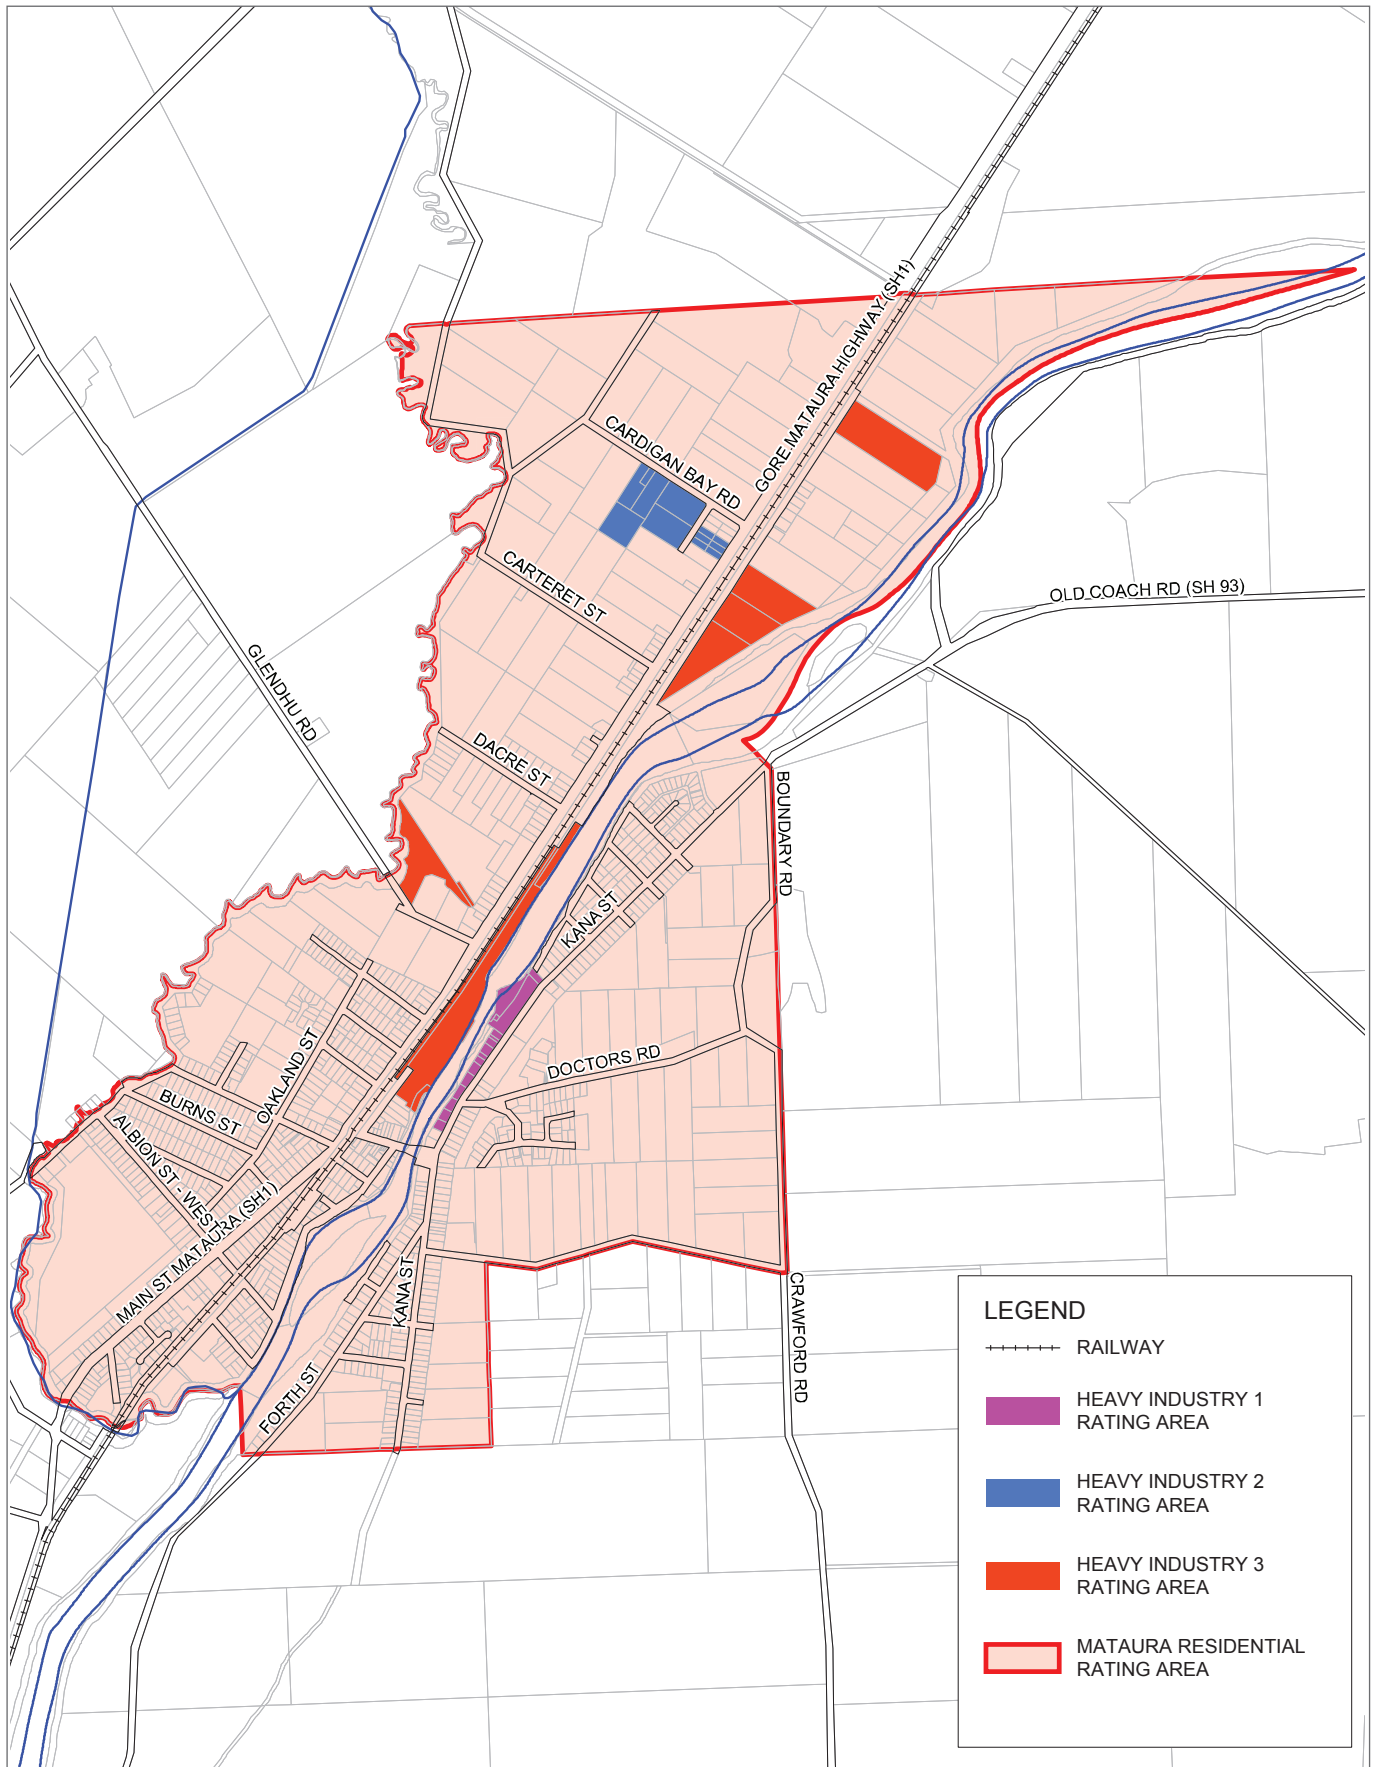 GORE MATAURA HIGHWAY (SH1)
CARDIGAN BAY RD
CARTERET ST
OLD COACH RD (SH 93)
GLENDHU RD
DACRE ST
BOUNDARY RD
KANA ST
OAKLAND ST
DOCTORS RD
BURNS ST
ALBION ST - WEST
MAIN ST MATAURA (SH1)
KANA ST
FORTH ST
CRAWFORD RD
LEGEND
RAILWAY
HEAVY INDUSTRY 1
RATING AREA
HEAVY INDUSTRY 2
RATING AREA
HEAVY INDUSTRY 3
RATING AREA
MATAURA RESIDENTIAL
RATING AREA